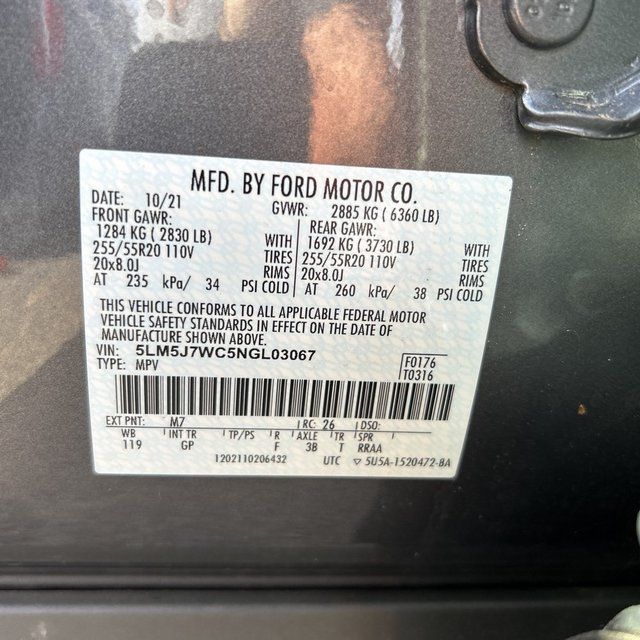 MFD. BY FORD MOTOR CO.
DATE: 10/21 GVWR: 2885 KG ( 6360 LB)
FRONT GAWR: REAR GAWR:
1284 KG ( 2830 LB) WITH 1692 KG ( 3730 LB) WITH
255/55R20 110V TIRES 255/55R20 110V TIRES
20x8.0J RIMS 20x8.0J RIMS
AT 235 kPa/ 34 PSI COLD AT 260 kPa/ 38 PSI COLD
THIS VEHICLE CONFORMS TO ALL APPLICABLE FEDERAL MOTOR
VEHICLE SAFETY STANDARDS IN EFFECT ON THE DATE OF
MANUFACTURE SHOWN ABOVE.
VIN: 5LM5J7WC5NGL03067 F0176
TYPE: MPV T0316
EXT PNT: M7 RC: 26 DSO:
WB INT TR TP/PS R AXLE TR SPR
119 GP F 3B T RRAA
1202110206432 UTC ▽ 5U5A-1520472-BA